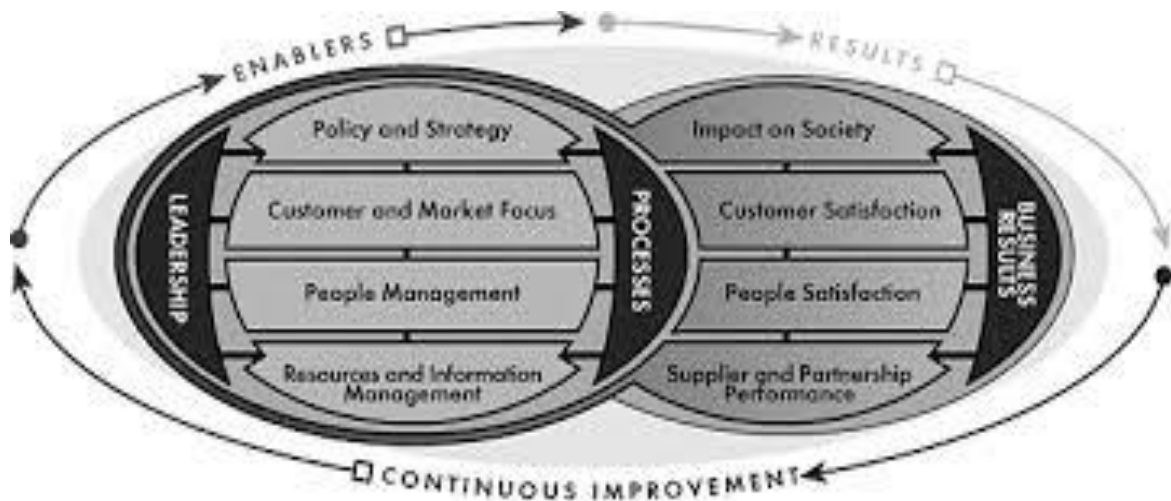 ENABLERS
RESULTS
LEADERSHIP
Policy and Strategy
Customer and Market Focus
People Management
Resources and Information
Management
PROCESSES
Impact on Society
Customer Satisfaction
People Satisfaction
Supplier and Partnership
Performance
BUSINESS
RESULTS
CONTINUOUS IMPROVEMENT